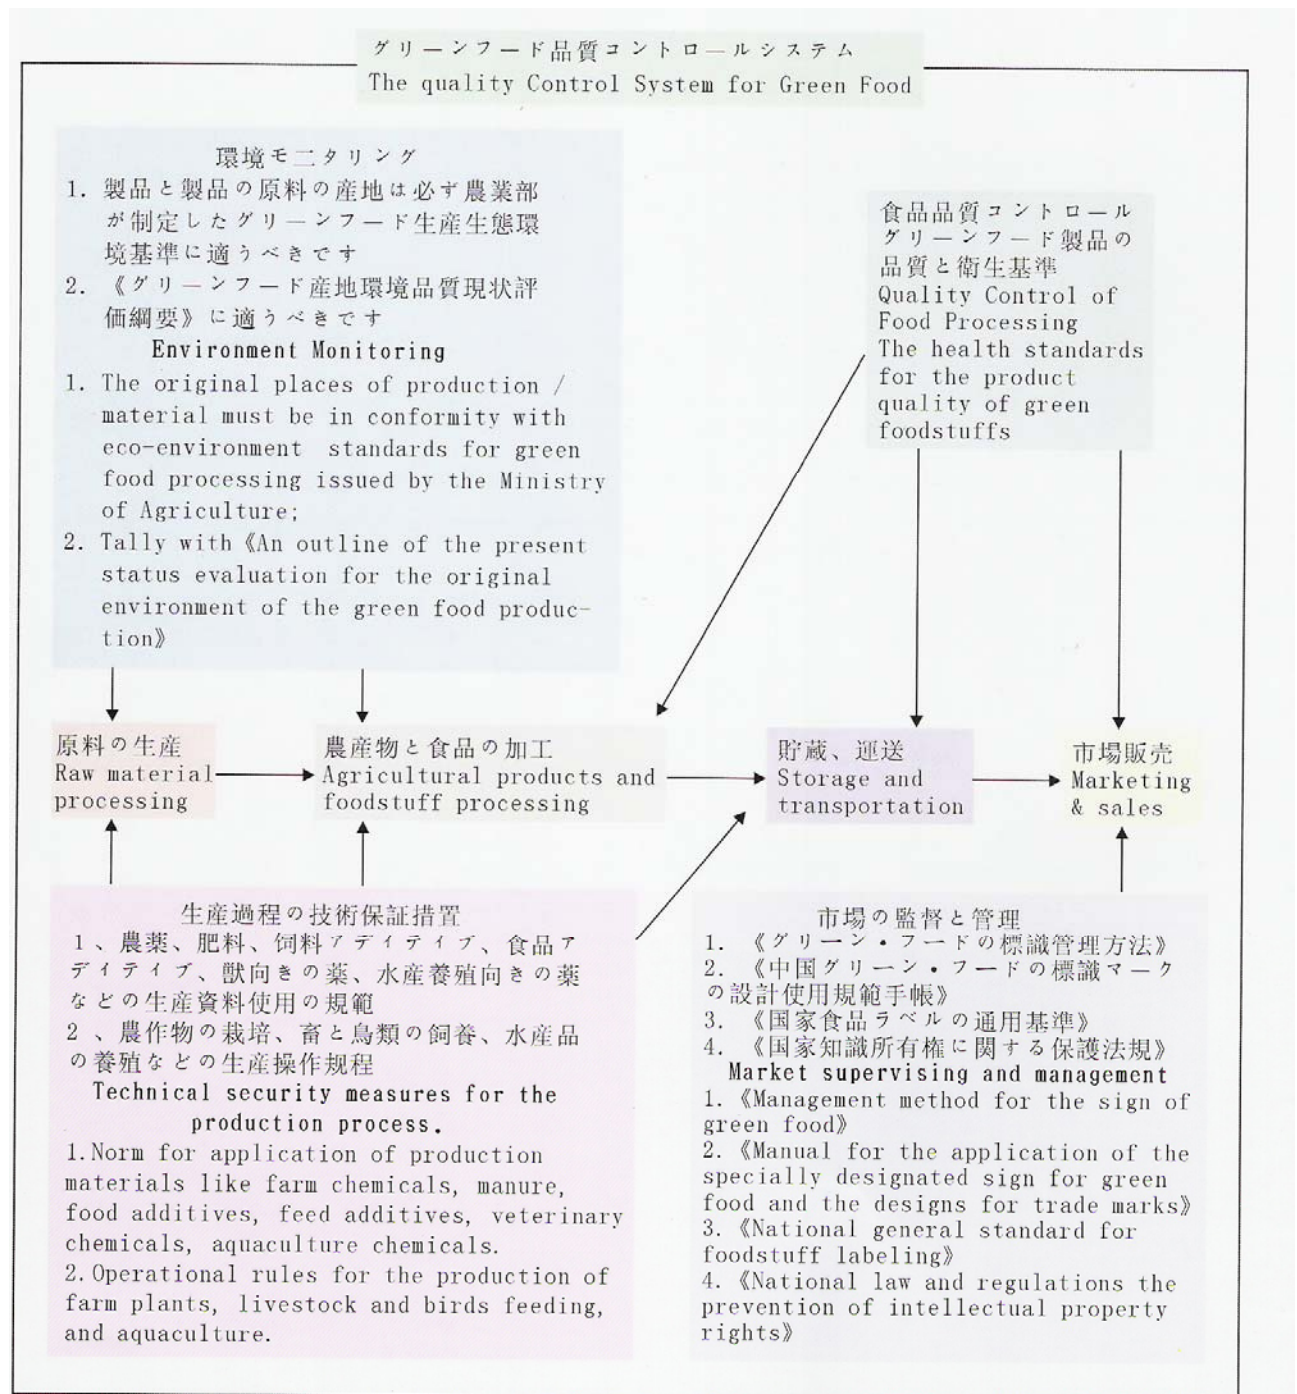 グリーンフード品質コントロールシステム
The quality Control System for Green Food
環境モニタリング
1. 製品と製品の原料の産地は必ず農業部
が制定したグリーンフード生産生態環
境基準に適うべきです
2. 《グリーンフード産地環境品質現状評
価綱要》に適うべきです
Environment Monitoring
1. The original places of production /
material must be in conformity with
eco-environment standards for green
food processing issued by the Ministry
of Agriculture;
2. Tally with《An outline of the present
status evaluation for the original
environment of the green food produc-
tion》
食品品質コントロール
グリーンフード製品の
品質と衛生基準
Quality Control of
Food Processing
The health standards
for the product
quality of green
foodstuffs
原料の生産
Raw material
processing
農産物と食品の加工
Agricultural products and
foodstuff processing
貯蔵、運送
Storage and
transportation
市場販売
Marketing
& sales
生産過程の技術保証措置
1、農薬、肥料、饲料アディティブ、食品ア
ディティブ、獣向きの薬、水産養殖向きの薬
などの生産資料使用の規範
2、農作物の栽培、畜と鳥類の飼養、水産品
の養殖などの生産操作規程
Technical security measures for the
production process.
1.Norm for application of production
materials like farm chemicals, manure,
food additives, feed additives, veterinary
chemicals, aquaculture chemicals.
2.Operational rules for the production of
farm plants, livestock and birds feeding,
and aquaculture.
市場の監督と管理
1. 《グリーン・フードの標識管理方法》
2. 《中国グリーン・フードの標識マーク
の設計使用規範手帳》
3. 《国家食品ラベルの通用基準》
4. 《国家知識所有権に関する保護法規》
Market supervising and management
1.《Management method for the sign of
green food》
2.《Manual for the application of the
specially designated sign for green
food and the designs for trade marks》
3.《National general standard for
foodstuff labeling》
4.《National law and regulations the
prevention of intellectual property
rights》